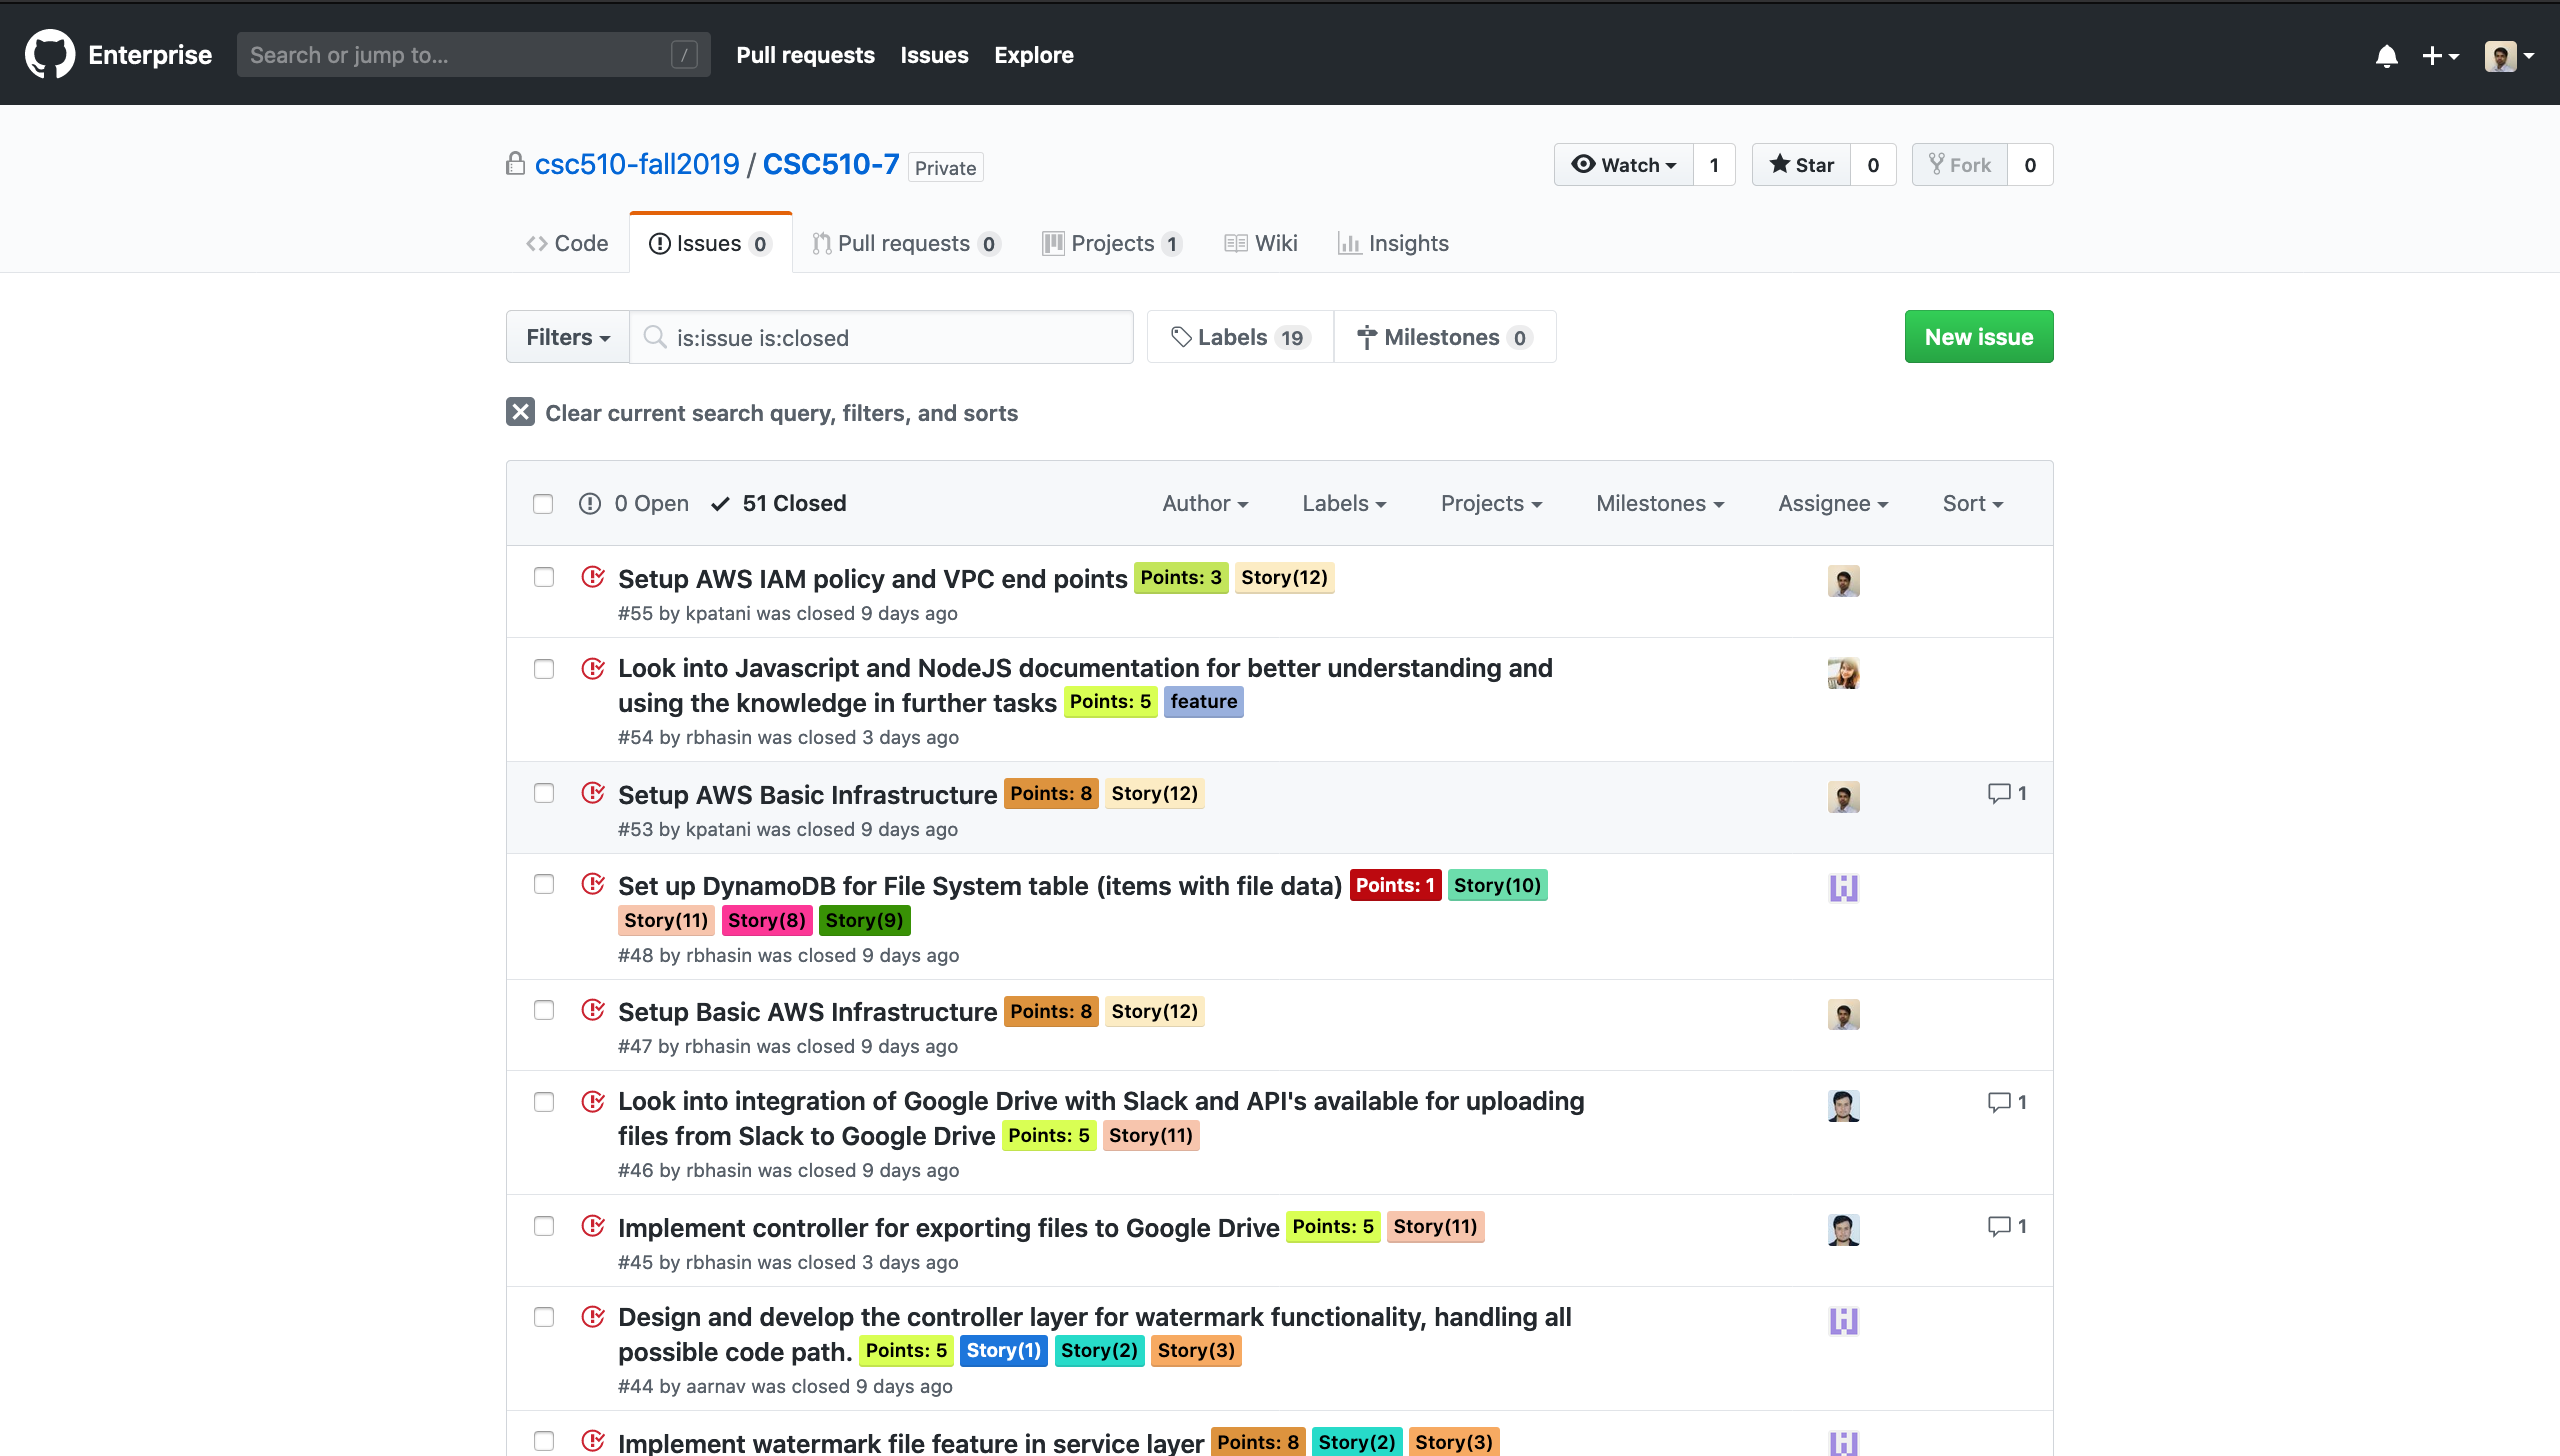 Enterprise Search or jump to... / Pull requests Issues Explore
csc510-fall2019 / CSC510-7 Private Watch 1 Star 0 Fork 0
Code Issues 0 Pull requests 0 Projects 1 Wiki Insights
Filters is:issue is:closed Labels 19 Milestones 0 New issue
Clear current search query, filters, and sorts
0 Open 51 Closed Author Labels Projects Milestones Assignee Sort
Setup AWS IAM policy and VPC end points Points: 3 Story(12)
#55 by kpatani was closed 9 days ago
Look into Javascript and NodeJS documentation for better understanding and
using the knowledge in further tasks Points: 5 feature
#54 by rbhasin was closed 3 days ago
Setup AWS Basic Infrastructure Points: 8 Story(12) 1
#53 by kpatani was closed 9 days ago
Set up DynamoDB for File System table (items with file data) Points: 1 Story(10)
Story(11) Story(8) Story(9)
#48 by rbhasin was closed 9 days ago
Setup Basic AWS Infrastructure Points: 8 Story(12)
#47 by rbhasin was closed 9 days ago
Look into integration of Google Drive with Slack and API's available for uploading 1
files from Slack to Google Drive Points: 5 Story(11)
#46 by rbhasin was closed 9 days ago
Implement controller for exporting files to Google Drive Points: 5 Story(11) 1
#45 by rbhasin was closed 3 days ago
Design and develop the controller layer for watermark functionality, handling all
possible code path. Points: 5 Story(1) Story(2) Story(3)
#44 by aarnav was closed 9 days ago
Implement watermark file feature in service layer Points: 8 Story(2) Story(3)